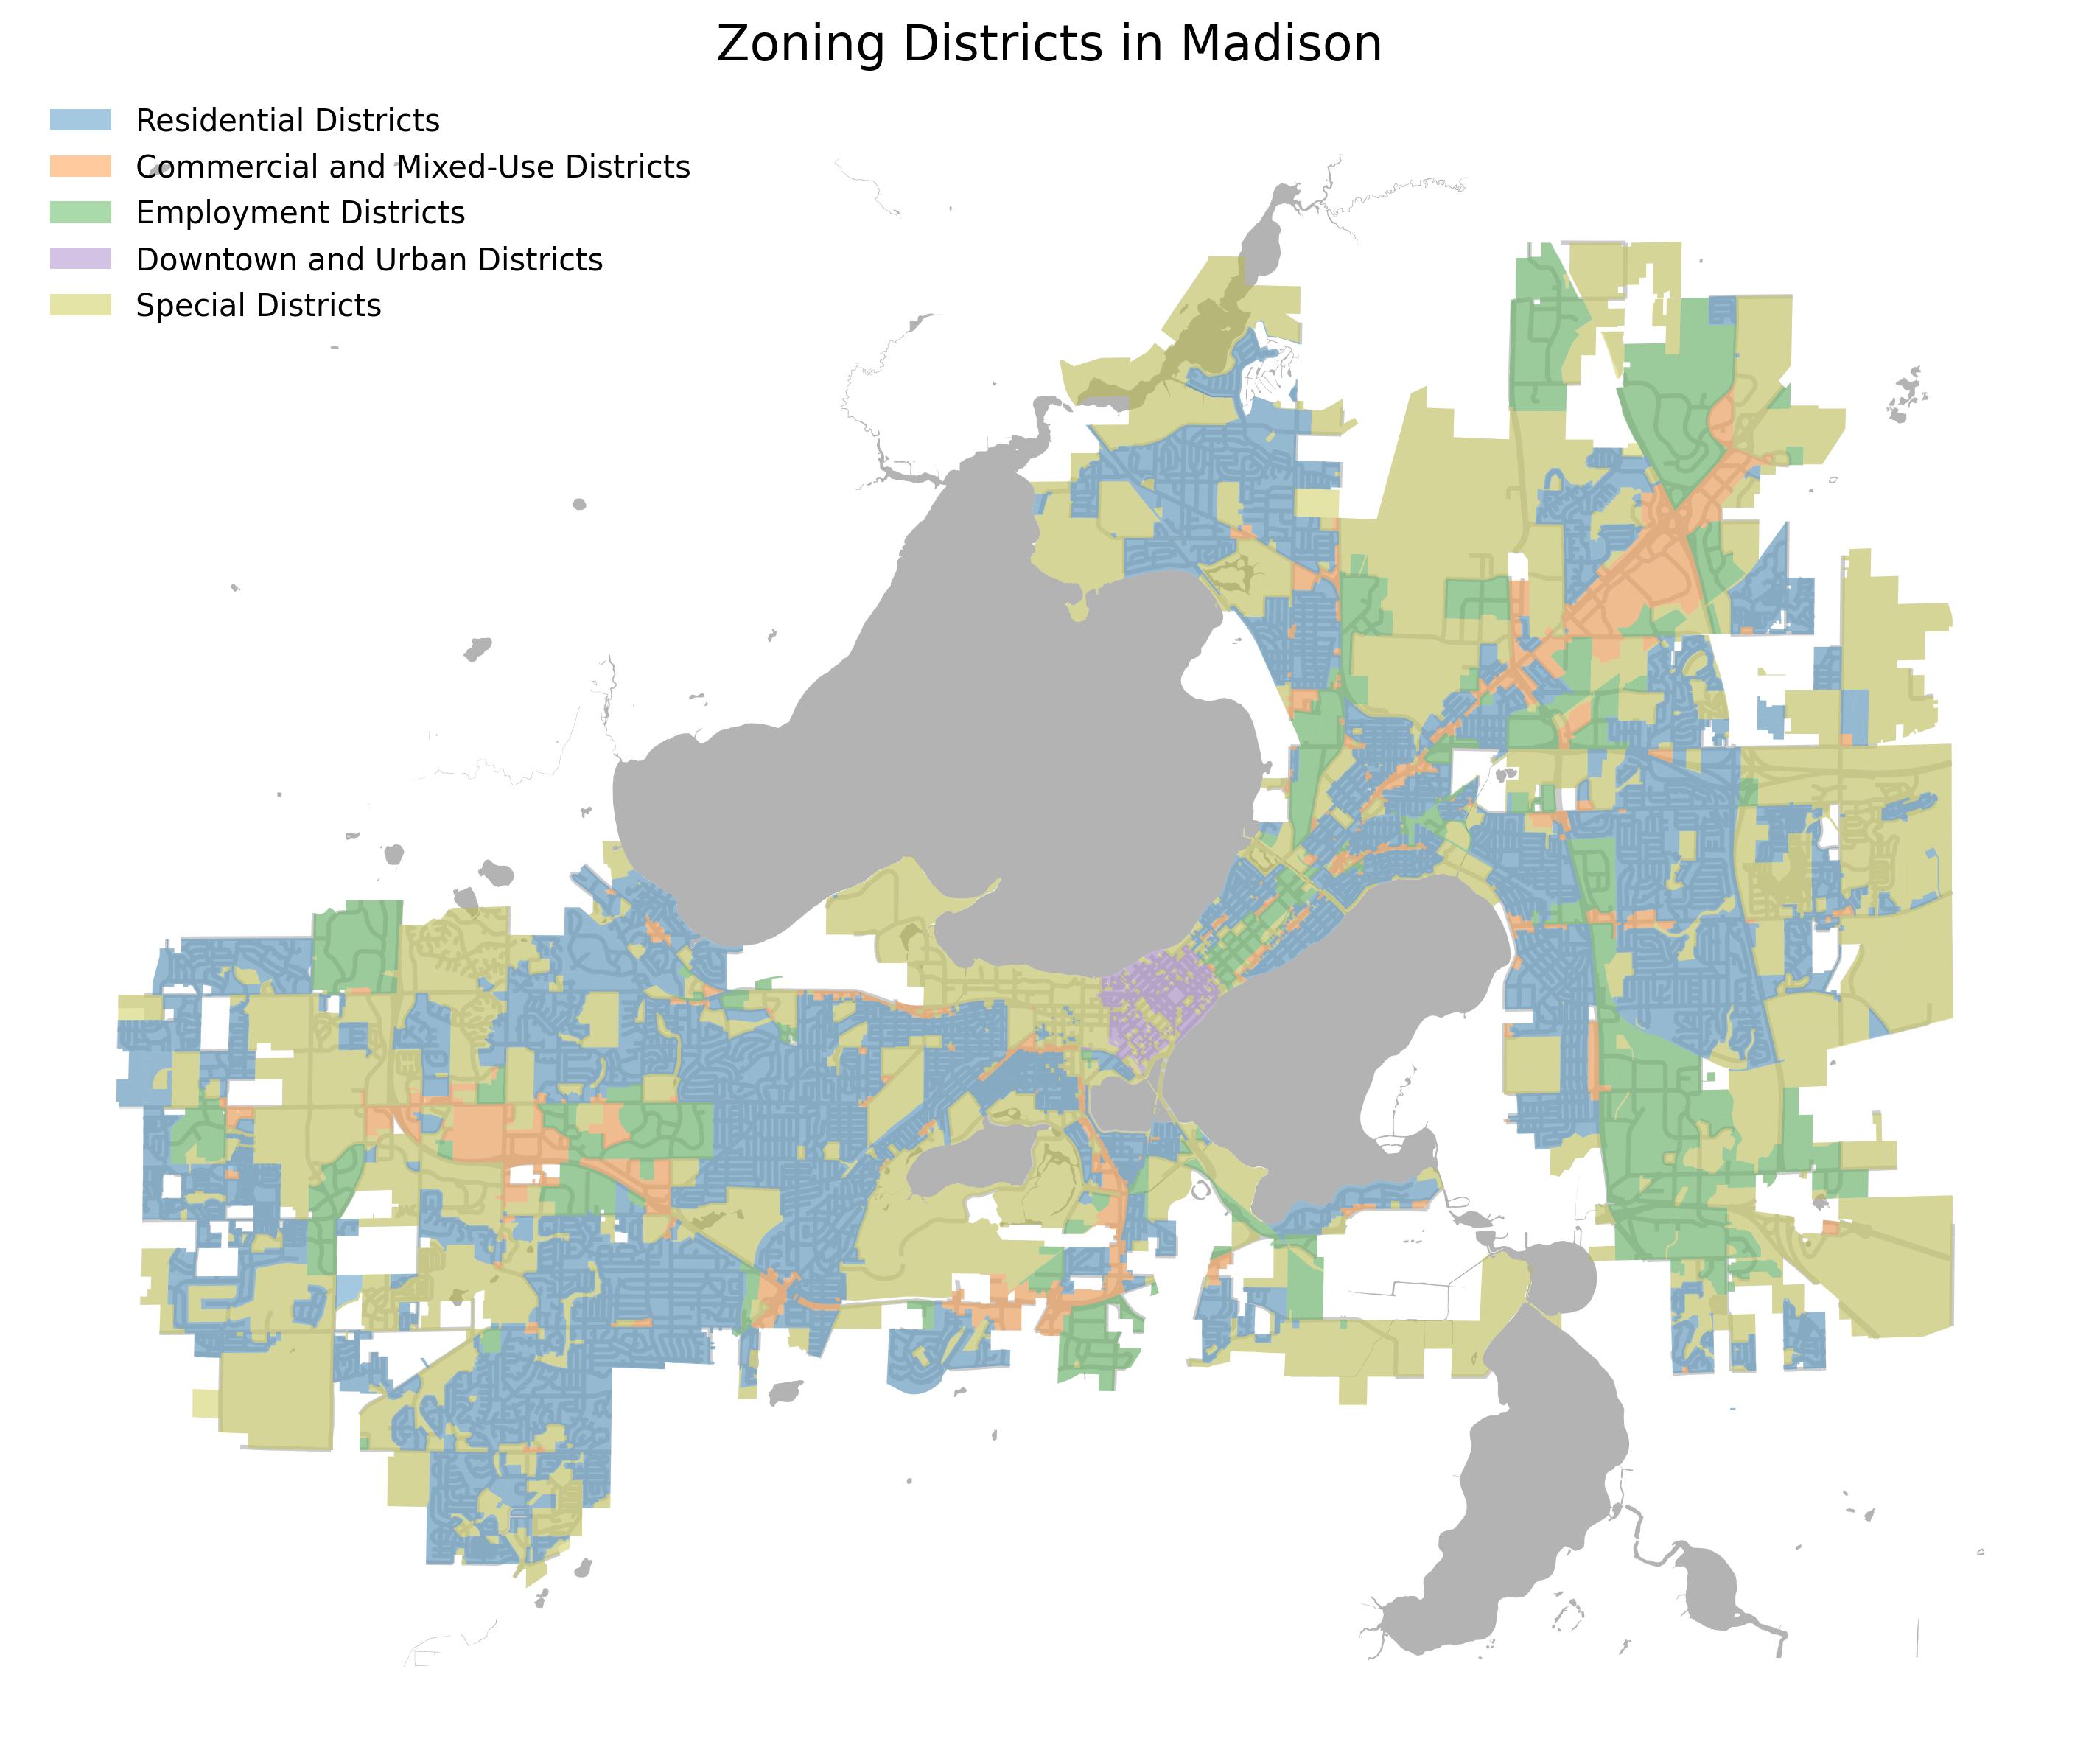 Zoning Districts in Madison
Residential Districts
Commercial and Mixed-Use Districts
Employment Districts
Downtown and Urban Districts
Special Districts